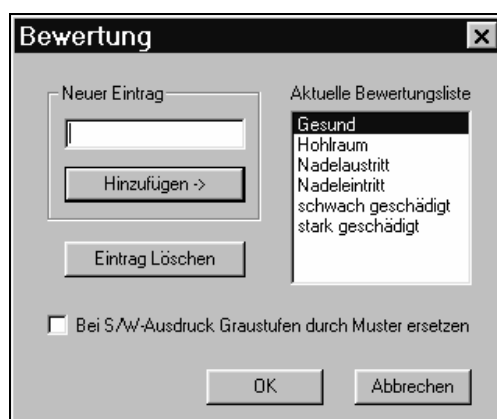 Bewertung
Neuer Eintrag
Hinzufügen ->
Eintrag Löschen
Aktuelle Bewertungsliste
Gesund
Hohlraum
Nadelaustritt
Nadeleintritt
schwach geschädigt
stark geschädigt
Bei S/W-Ausdruck Graustufen durch Muster ersetzen
OK
Abbrechen